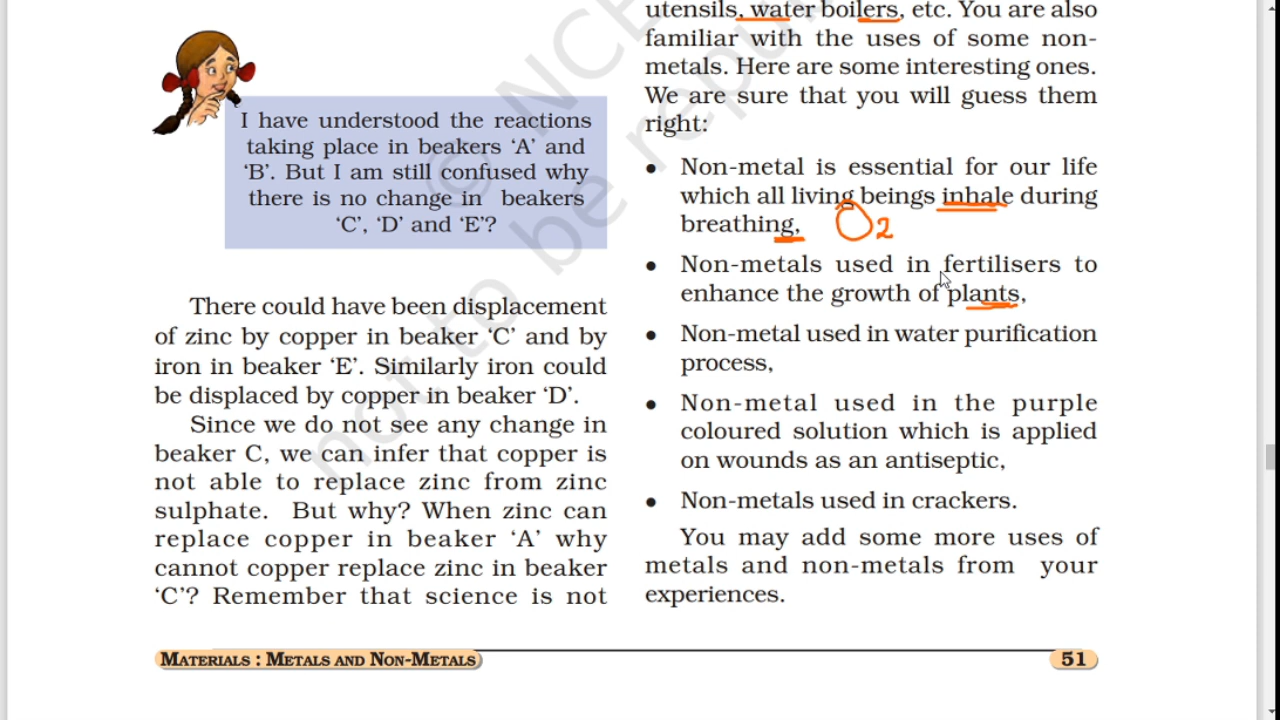 I have understood the reactions
taking place in beakers ‘A’ and
‘B’. But I am still confused why
there is no change in beakers
‘C’, ‘D’ and ‘E’?
There could have been displacement
of zinc by copper in beaker ‘C’ and by
iron in beaker ‘E’. Similarly iron could
be displaced by copper in beaker ‘D’.
Since we do not see any change in
beaker C, we can infer that copper is
not able to replace zinc from zinc
sulphate. But why? When zinc can
replace copper in beaker ‘A’ why
cannot copper replace zinc in beaker
‘C’? Remember that science is not
utensils, water boilers, etc. You are also
familiar with the uses of some non-
metals. Here are some interesting ones.
We are sure that you will guess them
right:
• Non-metal is essential for our life
which all living beings inhale during
breathing, O2
• Non-metals used in fertilisers to
enhance the growth of plants,
• Non-metal used in water purification
process,
• Non-metal used in the purple
coloured solution which is applied
on wounds as an antiseptic,
• Non-metals used in crackers.
You may add some more uses of
metals and non-metals from your
experiences.
MATERIALS : METALS AND NON-METALS
51
© NCE
not to be repu